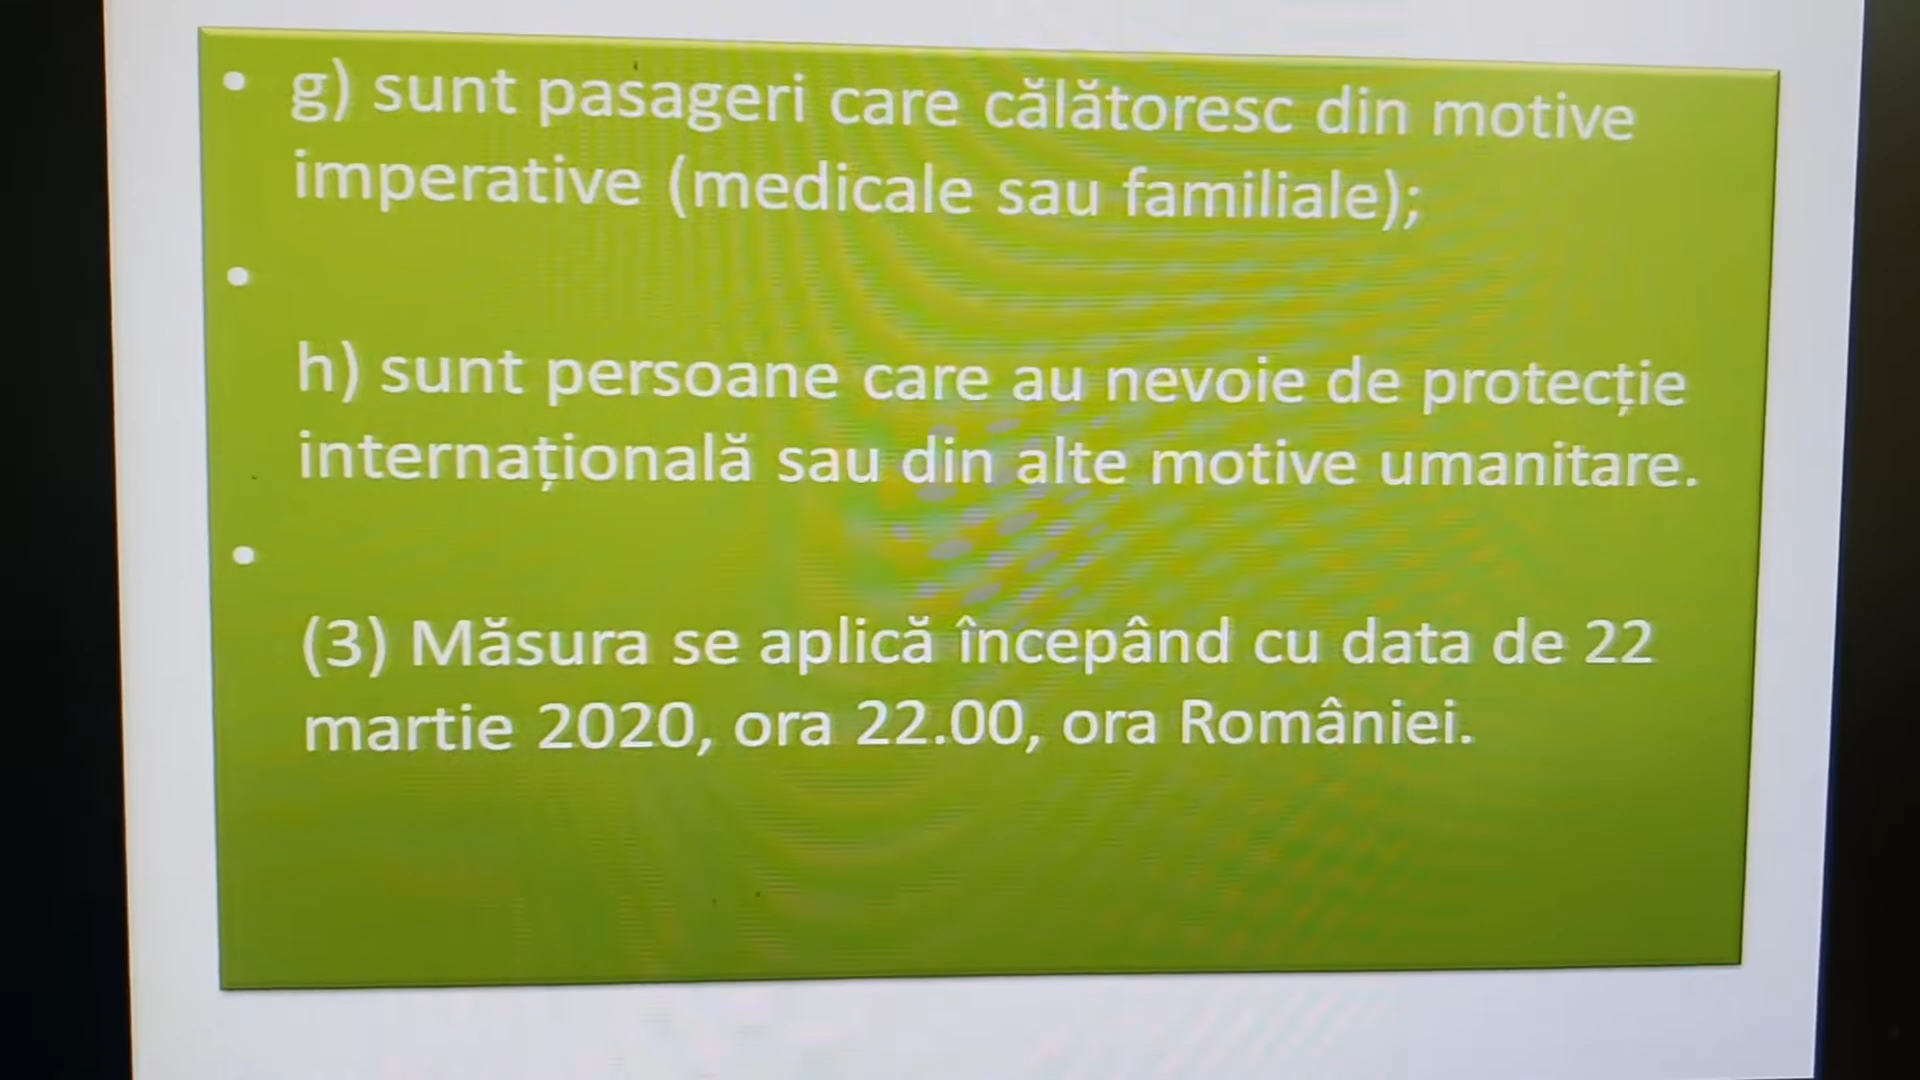 • g) sunt pasageri care călătoresc din motive
imperative (medicale sau familiale);
•
h) sunt persoane care au nevoie de protecție
internațională sau din alte motive umanitare.
•
(3) Măsura se aplică începând cu data de 22
martie 2020, ora 22.00, ora României.